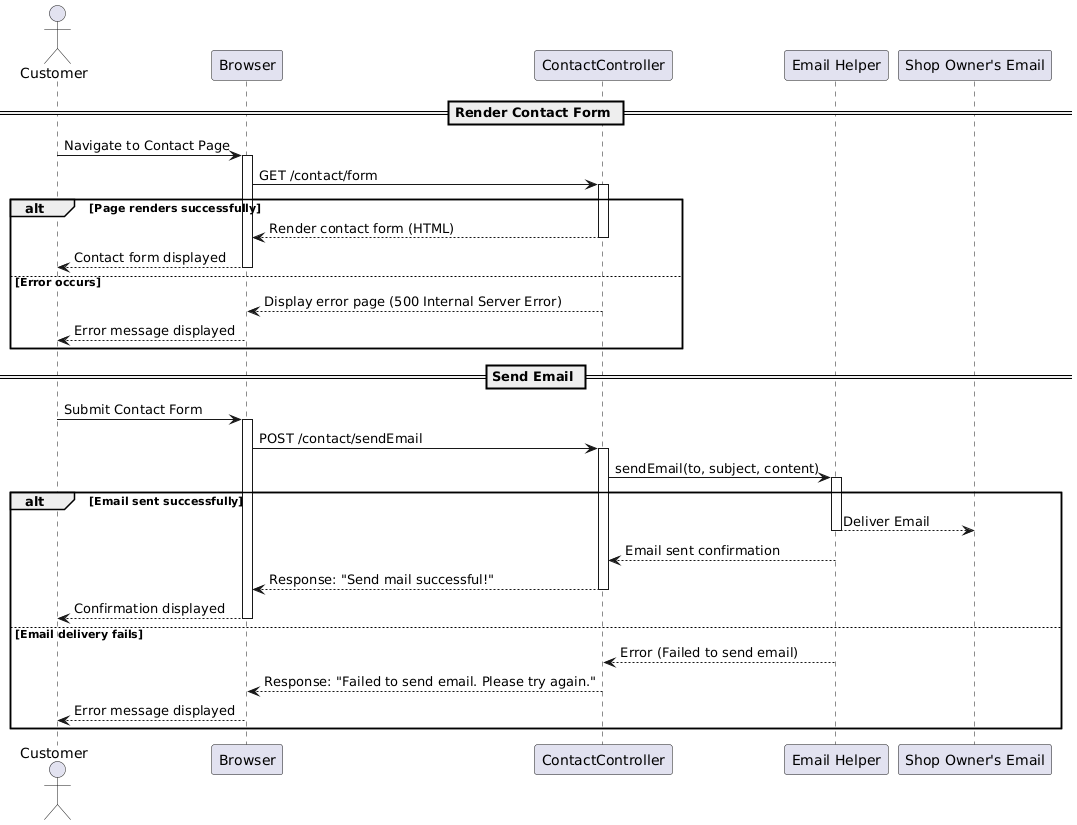 Customer
Browser
ContactController
Email Helper
Shop Owner's Email
Render Contact Form
Navigate to Contact Page
GET /contact/form
alt
[Page renders successfully]
Render contact form (HTML)
Contact form displayed
[Error occurs]
Display error page (500 Internal Server Error)
Error message displayed
Send Email
Submit Contact Form
POST /contact/sendEmail
sendEmail(to, subject, content)
alt
[Email sent successfully]
Deliver Email
Email sent confirmation
Response: "Send mail successful!"
Confirmation displayed
[Email delivery fails]
Error (Failed to send email)
Response: "Failed to send email. Please try again."
Error message displayed
Customer
Browser
ContactController
Email Helper
Shop Owner's Email